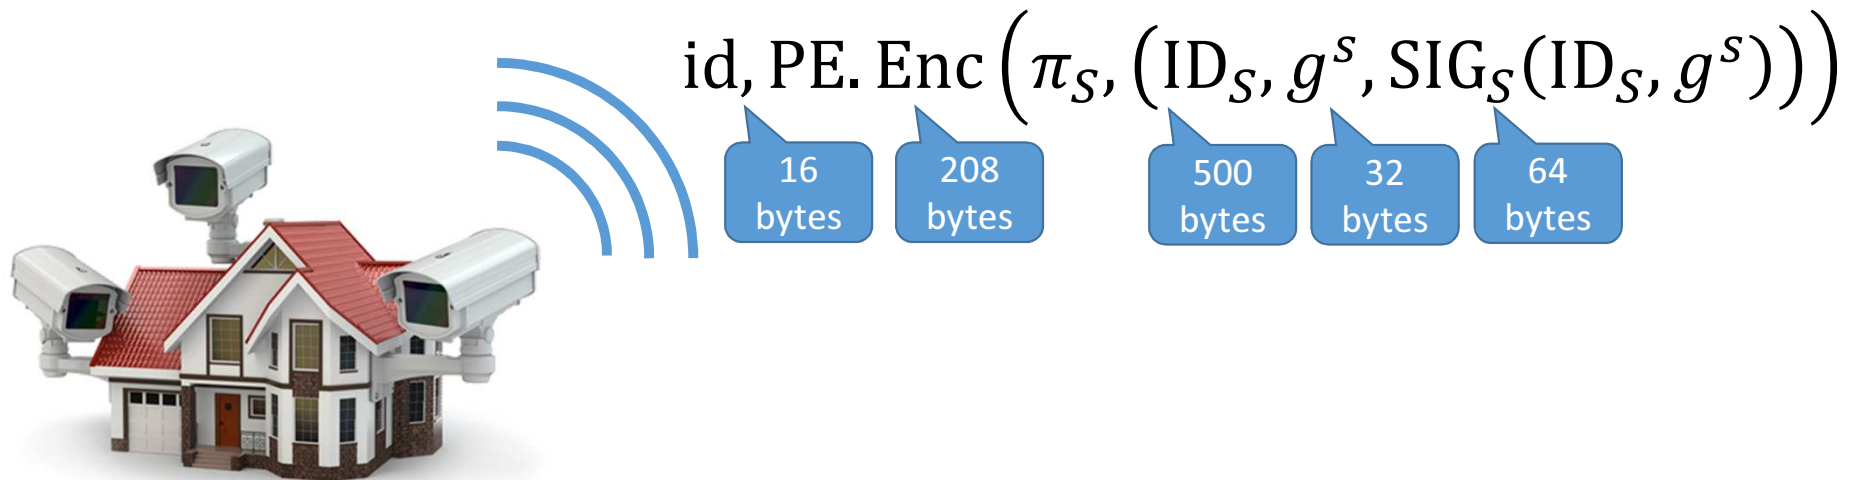 id, PE. Enc(π_S, (ID_S, g^s, SIG_S(ID_S, g^s)))
16 bytes
208 bytes
500 bytes
32 bytes
64 bytes